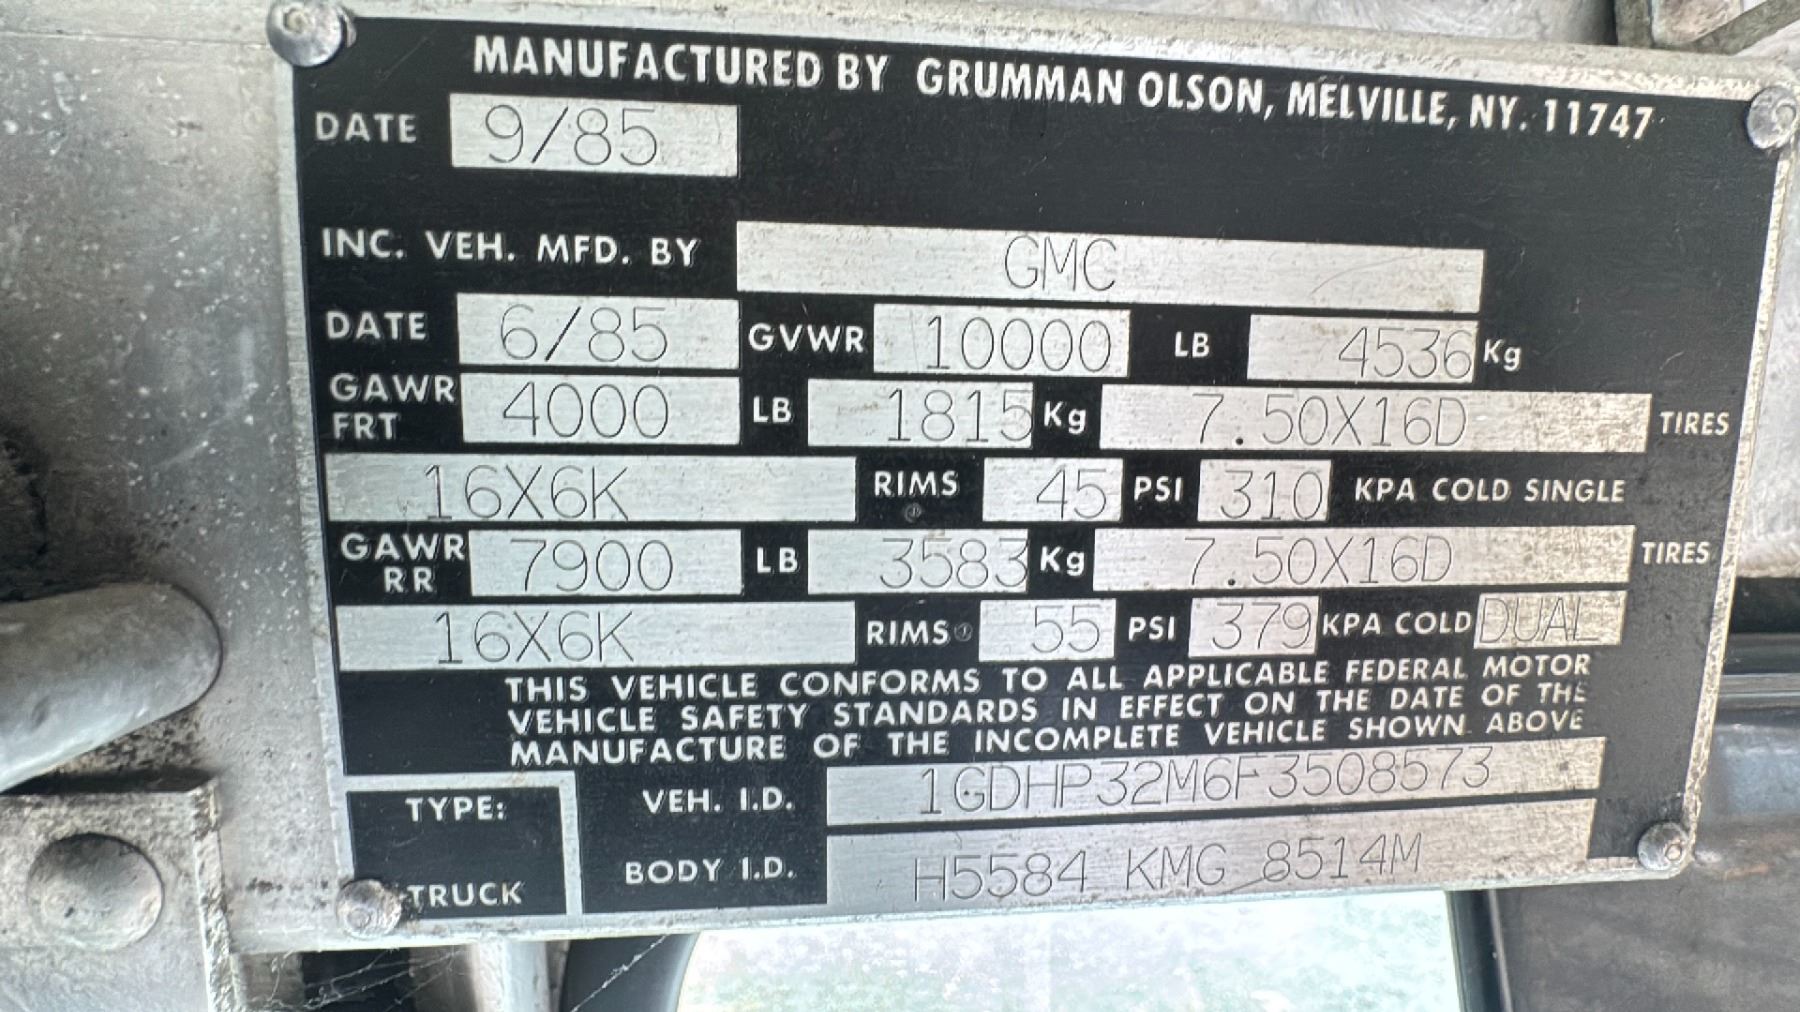 MANUFACTURED BY GRUMMAN OLSON, MELVILLE, NY. 11747
DATE 9/85
INC. VEH. MFD. BY GMC
DATE 6/85 GVWR 10000 LB 4536 Kg
GAWR FRT 4000 LB 1815 Kg 7.50X16D TIRES
16X6K RIMS 45 PSI 310 KPA COLD SINGLE
GAWR RR 7900 LB 3583 Kg 7.50X16D TIRES
16X6K RIMS 55 PSI 379 KPA COLD DUAL
THIS VEHICLE CONFORMS TO ALL APPLICABLE FEDERAL MOTOR
VEHICLE SAFETY STANDARDS IN EFFECT ON THE DATE OF THE
MANUFACTURE OF THE INCOMPLETE VEHICLE SHOWN ABOVE
TYPE: VEH. I.D. 1GDHP32M6F3508573
TRUCK BODY I.D. H5584 KMG 8514M